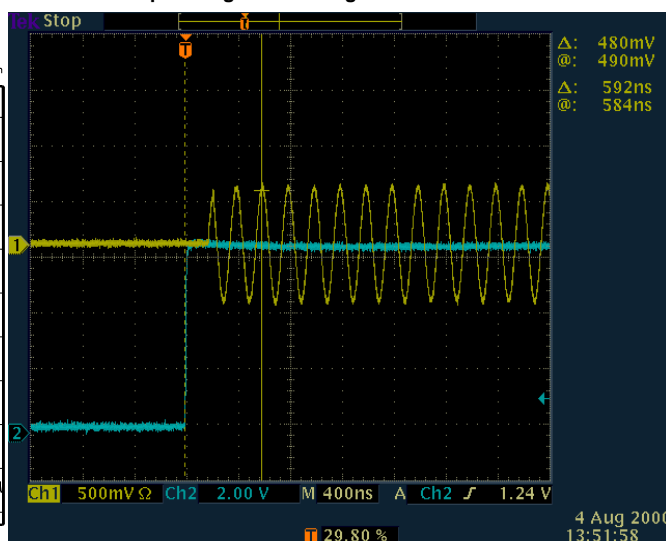 Tek Stop
T
T
Δ: 480mV
@: 490mV
Δ: 592ns
@: 584ns
1
2
Ch1 500mV Ω Ch2 2.00 V M 400ns A Ch2 ʃ 1.24 V
4 Aug 2000
T 29.80 %
13:51:58